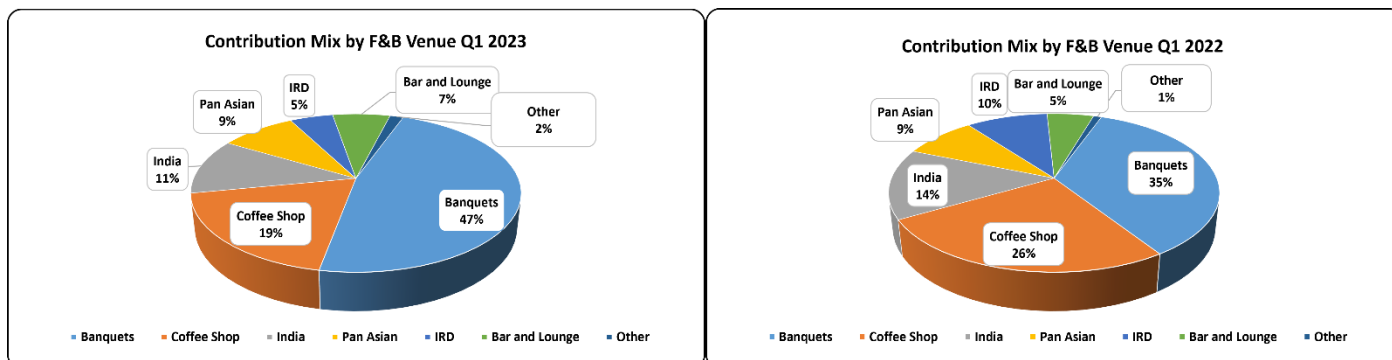 Contribution Mix by F&B Venue Q1 2023
IRD
5%
Bar and Lounge
7%
Other
2%
Pan Asian
9%
India
11%
Coffee Shop
19%
Banquets
47%
Banquets
Coffee Shop
India
Pan Asian
IRD
Bar and Lounge
Other
Contribution Mix by F&B Venue Q1 2022
IRD
10%
Bar and Lounge
5%
Other
1%
Pan Asian
9%
India
14%
Banquets
35%
Coffee Shop
26%
Banquets
Coffee Shop
India
Pan Asian
IRD
Bar and Lounge
Other